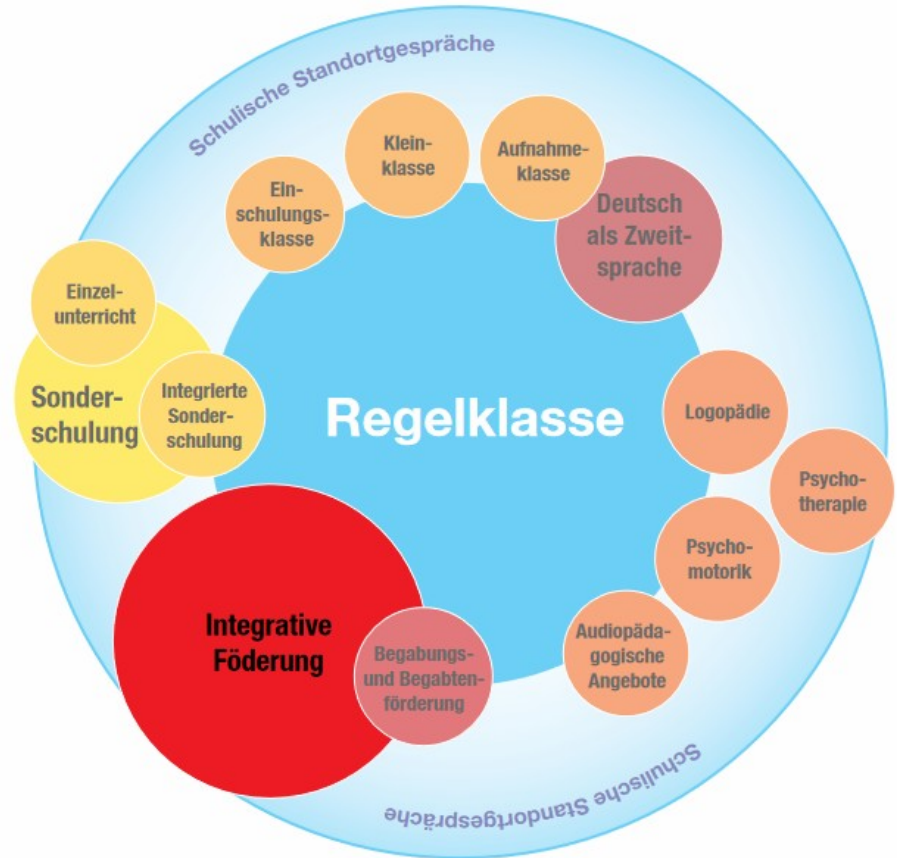 Schulische Standortgespräche
Klein-
klasse
Aufnahme-
klasse
Ein-
schulungs-
klasse
Deutsch
als Zweit-
sprache
Einzel-
unterricht
Sonder-
schulung
Integrierte
Sonder-
schulung
Regelklasse
Logopädie
Psycho-
therapie
Psycho-
motorik
Integrative
Föderung
Begabungs-
und Begabten-
förderung
Audiopäda-
gogische
Angebote
Schulische Standortgespräche